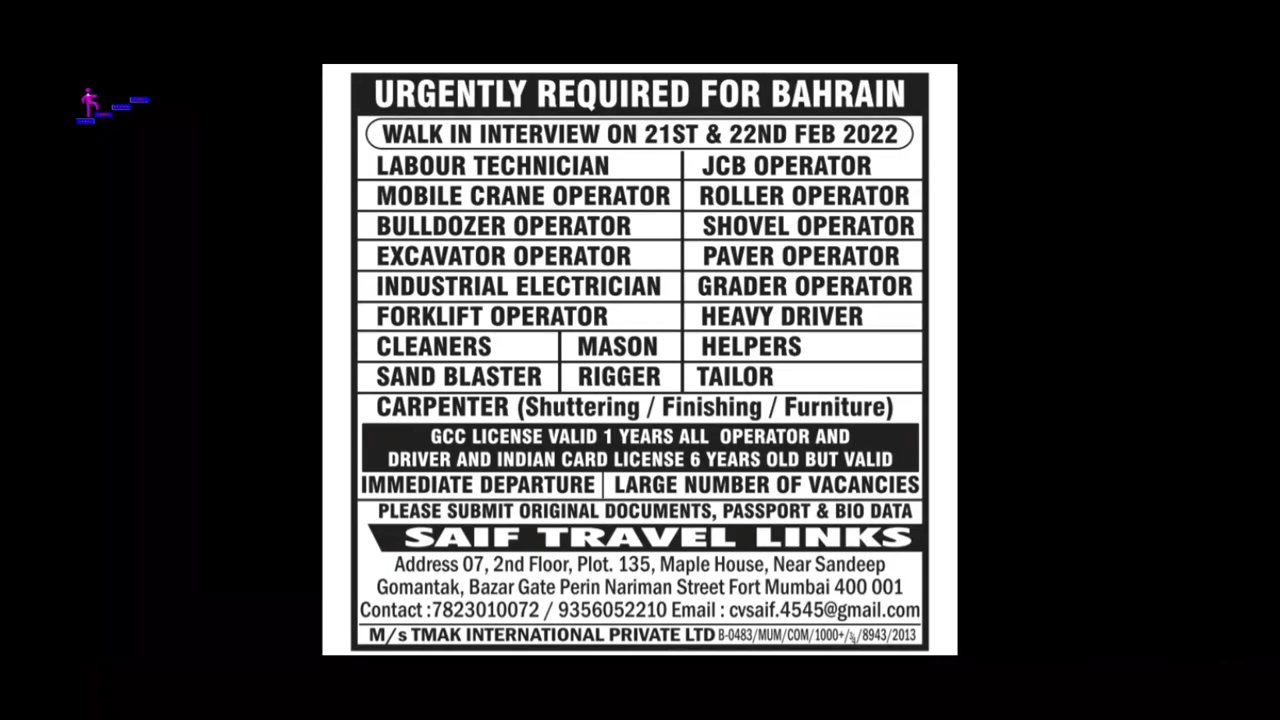 URGENTLY REQUIRED FOR BAHRAIN
WALK IN INTERVIEW ON 21ST & 22ND FEB 2022
LABOUR TECHNICIAN JCB OPERATOR
MOBILE CRANE OPERATOR ROLLER OPERATOR
BULLDOZER OPERATOR SHOVEL OPERATOR
EXCAVATOR OPERATOR PAVER OPERATOR
INDUSTRIAL ELECTRICIAN GRADER OPERATOR
FORKLIFT OPERATOR HEAVY DRIVER
CLEANERS MASON HELPERS
SAND BLASTER RIGGER TAILOR
CARPENTER (Shuttering / Finishing / Furniture)
GCC LICENSE VALID 1 YEARS ALL OPERATOR AND
DRIVER AND INDIAN CARD LICENSE 6 YEARS OLD BUT VALID
IMMEDIATE DEPARTURE LARGE NUMBER OF VACANCIES
PLEASE SUBMIT ORIGINAL DOCUMENTS, PASSPORT & BIO DATA
SAIF TRAVEL LINKS
Address 07, 2nd Floor, Plot. 135, Maple House, Near Sandeep
Gomantak, Bazar Gate Perin Nariman Street Fort Mumbai 400 001
Contact :7823010072 / 9356052210 Email : cvsaif.4545@gmail.com
M/s TMAK INTERNATIONAL PRIVATE LTD B-0483/MUM/COM/1000+/¾/8943/2013